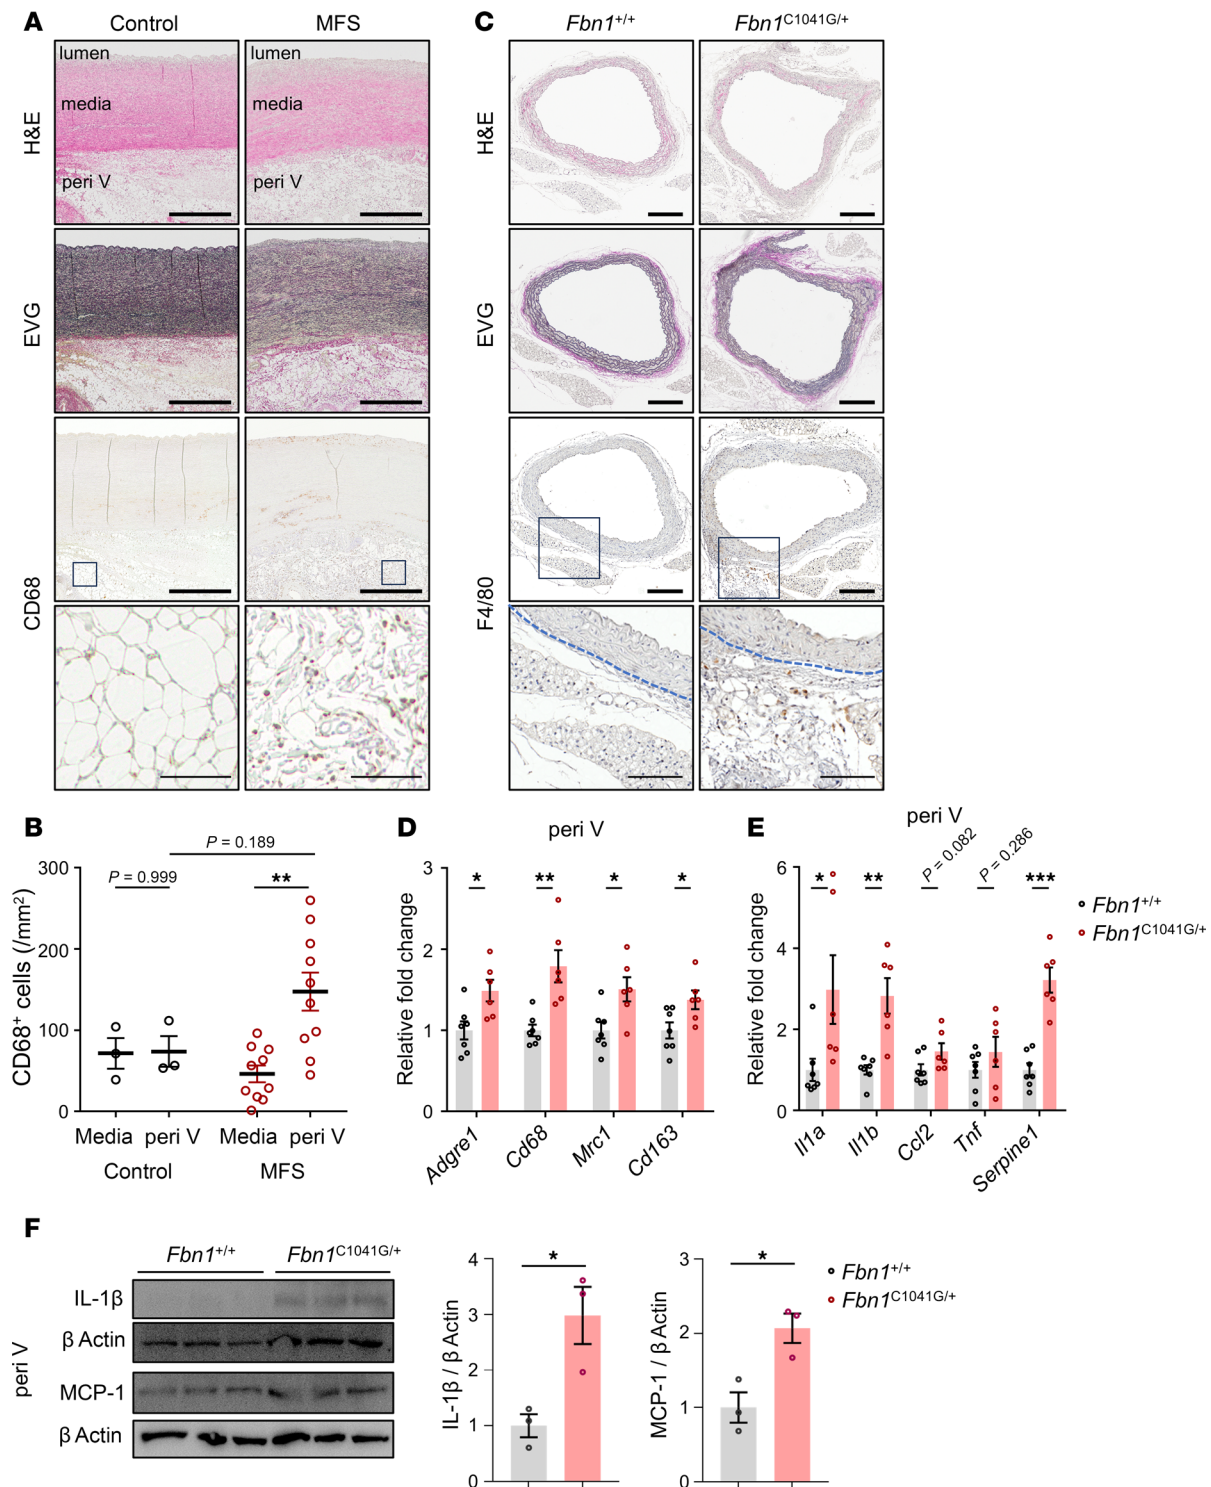 A
Control
MFS
lumen
lumen
media
media
peri V
peri V
H&E
EVG
CD68
C
Fbn1+/+
Fbn1C1041G/+
H&E
EVG
F4/80
B
CD68+ cells (/mm2)
300
200
100
0
P = 0.999
P = 0.189
**
Media
peri V
Media
peri V
Control
MFS
D
peri V
Relative fold change
3
2
1
0
*
**
*
*
Adgre1
Cd68
Mrc1
Cd163
E
peri V
Relative fold change
6
4
2
0
*
**
P = 0.082
P = 0.286
***
Il1a
Il1b
Ccl2
Tnf
Serpine1
Fbn1+/+
Fbn1C1041G/+
F
peri V
Fbn1+/+
Fbn1C1041G/+
IL-1β
β Actin
MCP-1
β Actin
IL-1β / β Actin
4
3
2
1
0
*
MCP-1 / β Actin
3
2
1
0
*
Fbn1+/+
Fbn1C1041G/+